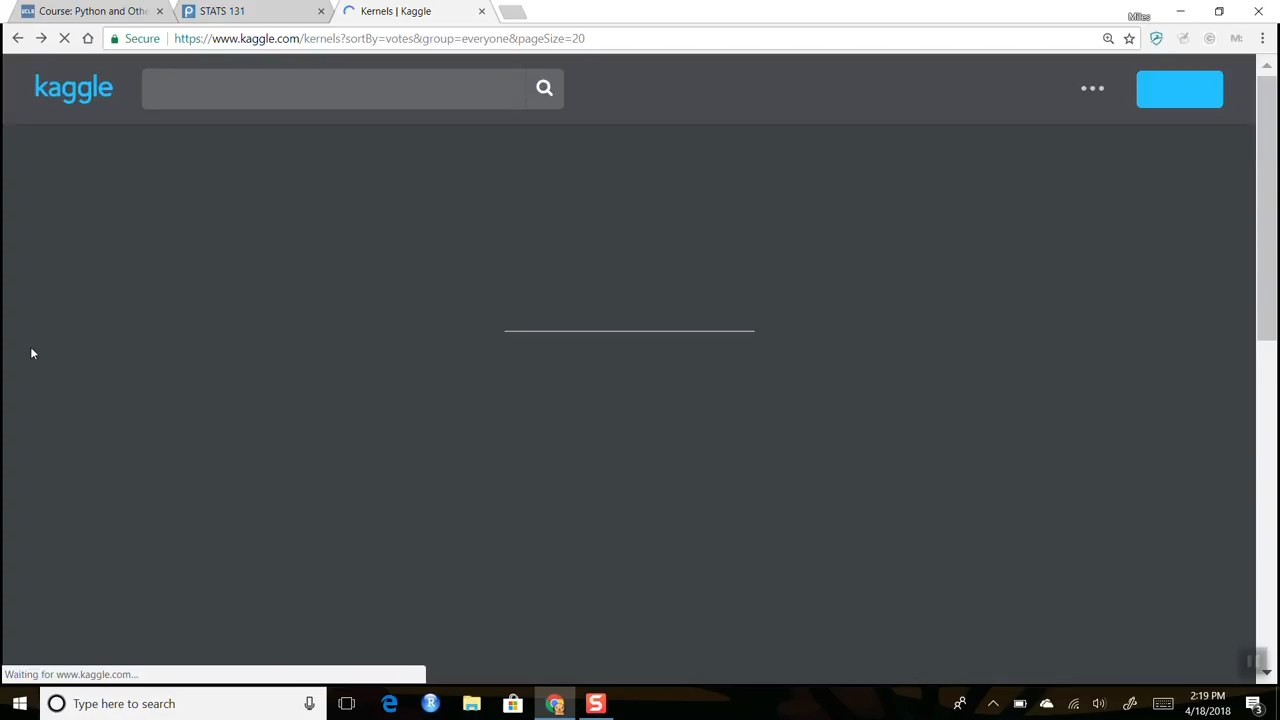 Course: Python and Othe
STATS 131
Kernels | Kaggle
Miles
Secure
https://www.kaggle.com/kernels?sortBy=votes&group=everyone&pageSize=20
M:
kaggle
Waiting for www.kaggle.com...
Type here to search
2:19 PM
4/18/2018
3